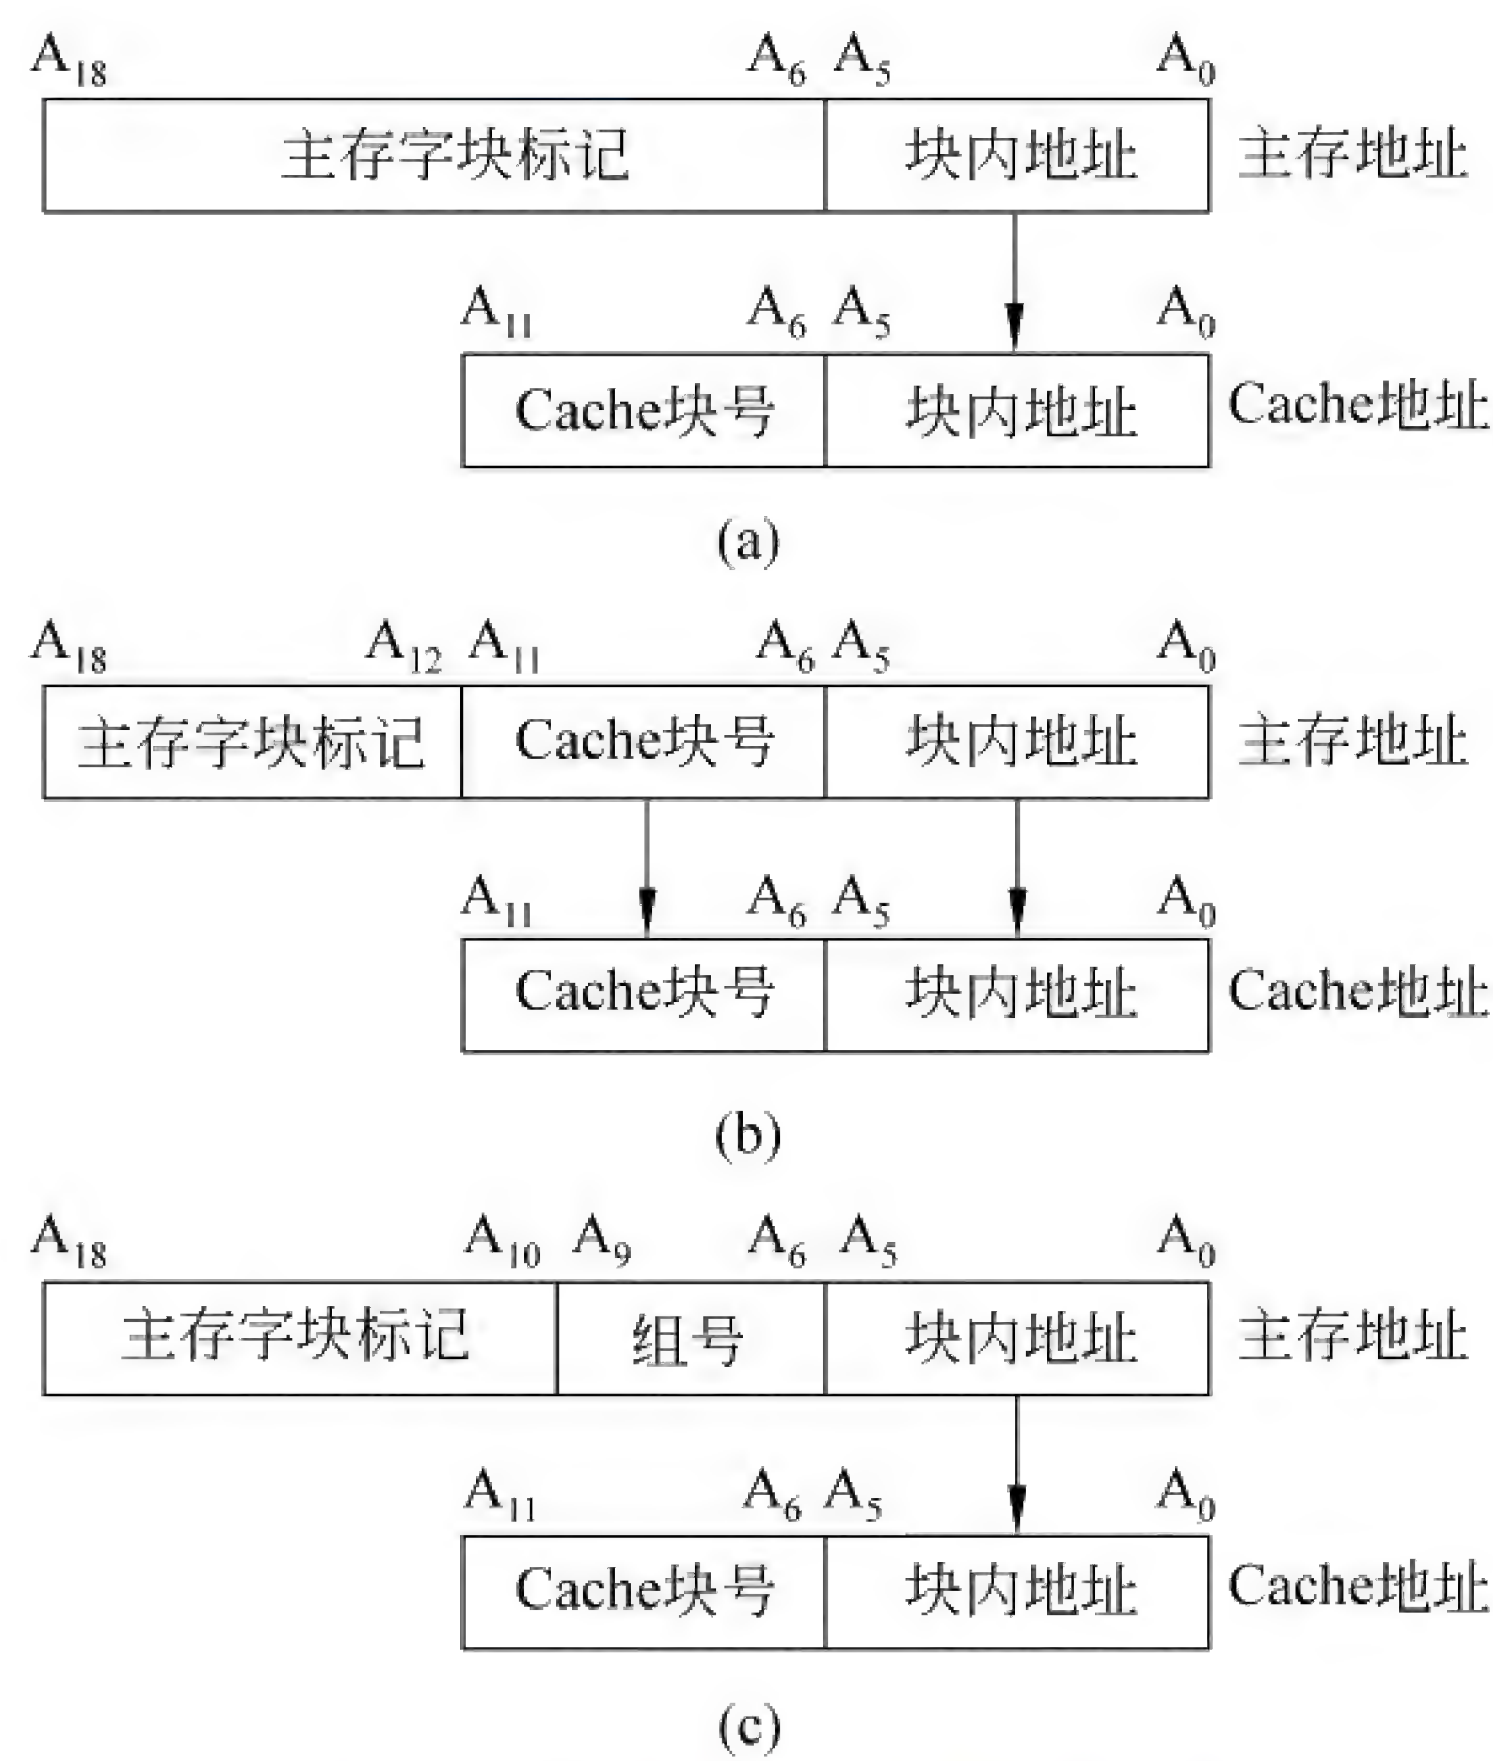 A18 A6 A5 A0
主存字块标记 块内地址 主存地址
A11 A6 A5 A0
Cache块号 块内地址 Cache地址
(a)
A18 A12 A11 A6 A5 A0
主存字块标记 Cache块号 块内地址 主存地址
A11 A6 A5 A0
Cache块号 块内地址 Cache地址
(b)
A18 A10 A9 A6 A5 A0
主存字块标记 组号 块内地址 主存地址
A11 A6 A5 A0
Cache块号 块内地址 Cache地址
(c)